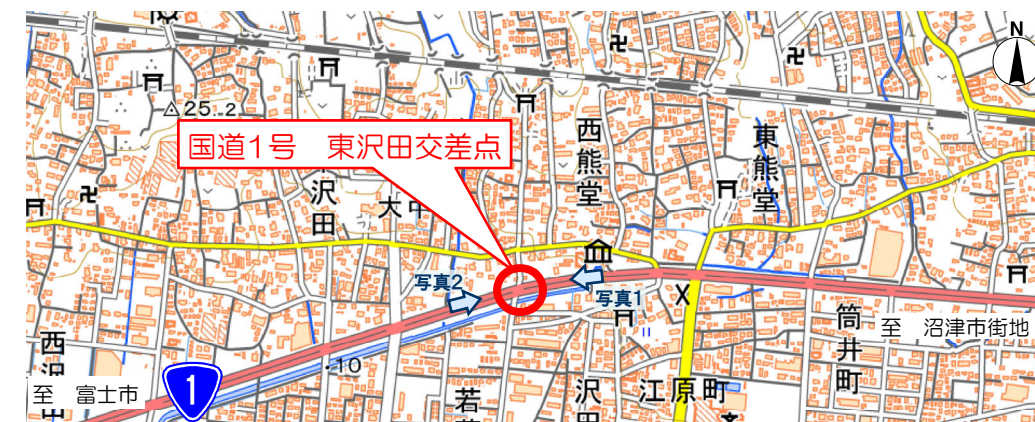 N
25.2
国道1号 東沢田交差点
西熊堂
東熊堂
沢田
大中
写真2
写真1
筒井町
至 沼津市街地
西沢
10
至 富士市
1
若
沢田
江原町